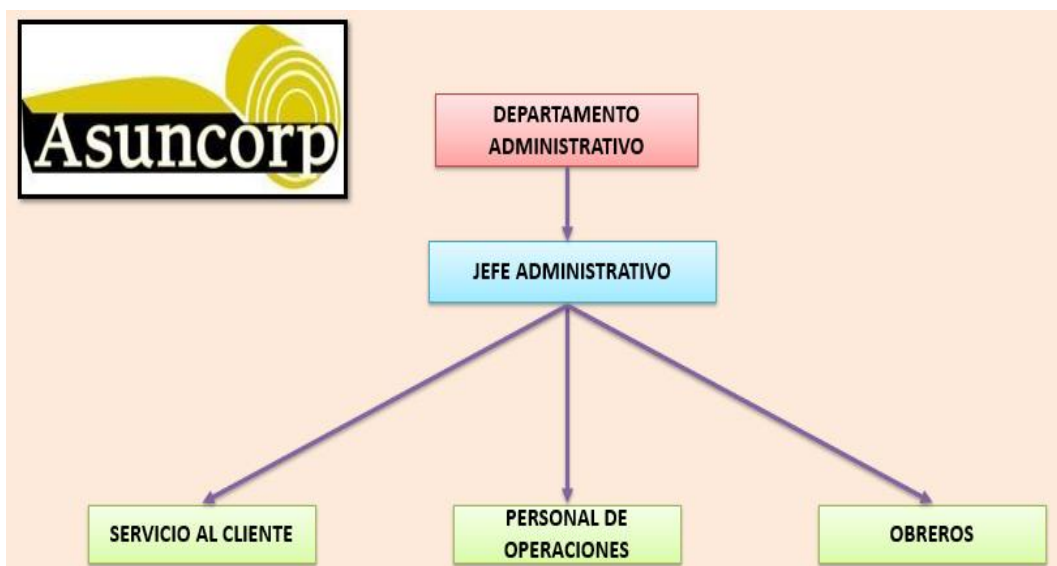 Asuncorp
DEPARTAMENTO
ADMINISTRATIVO
JEFE ADMINISTRATIVO
SERVICIO AL CLIENTE
PERSONAL DE
OPERACIONES
OBREROS